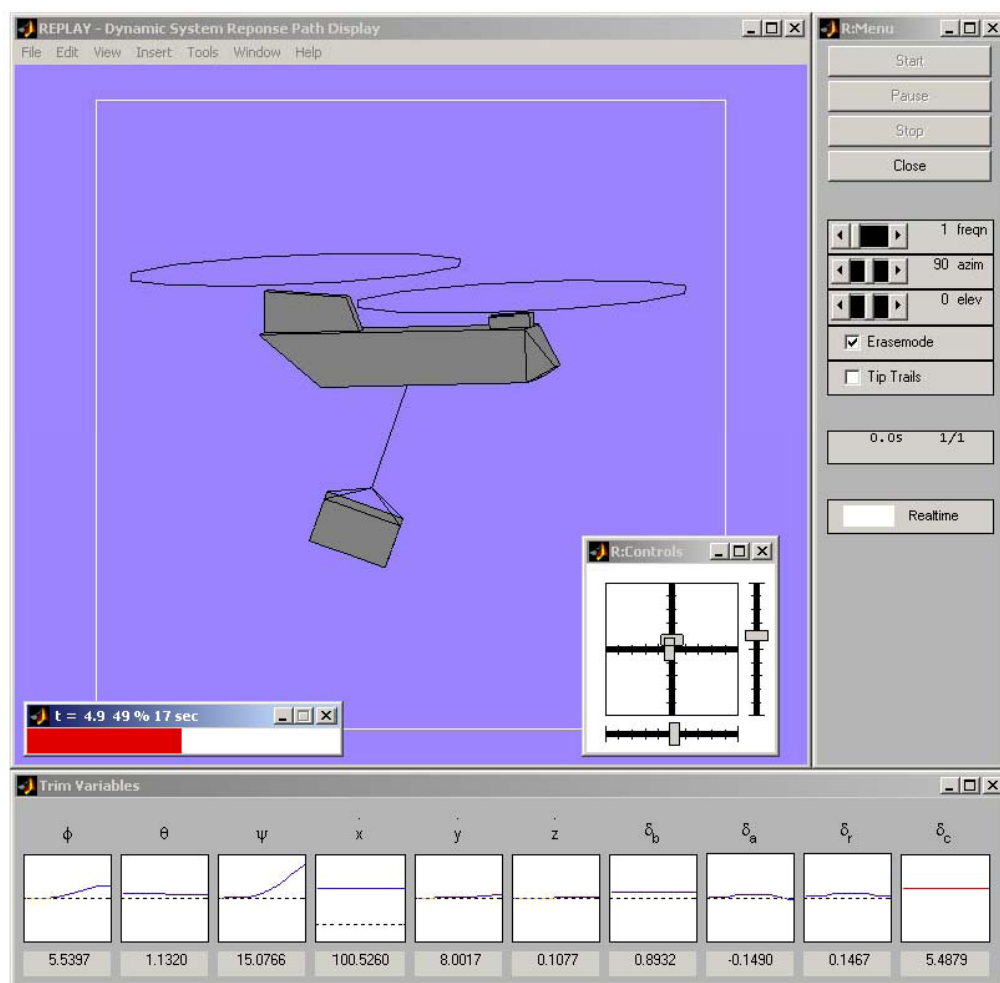 REPLAY - Dynamic System Reponse Path Display
File Edit View Insert Tools Window Help
R:Menu
Start
Pause
Stop
Close
1 freqn
90 azim
0 elev
Erasemode
Tip Trails
0.0s 1/1
Realtime
R:Controls
t = 4.9 49 % 17 sec
Trim Variables
ϕ θ ψ ẋ ẏ ż δb δa δr δc
5.5397 1.1320 15.0766 100.5260 8.0017 0.1077 0.8932 -0.1490 0.1467 5.4879